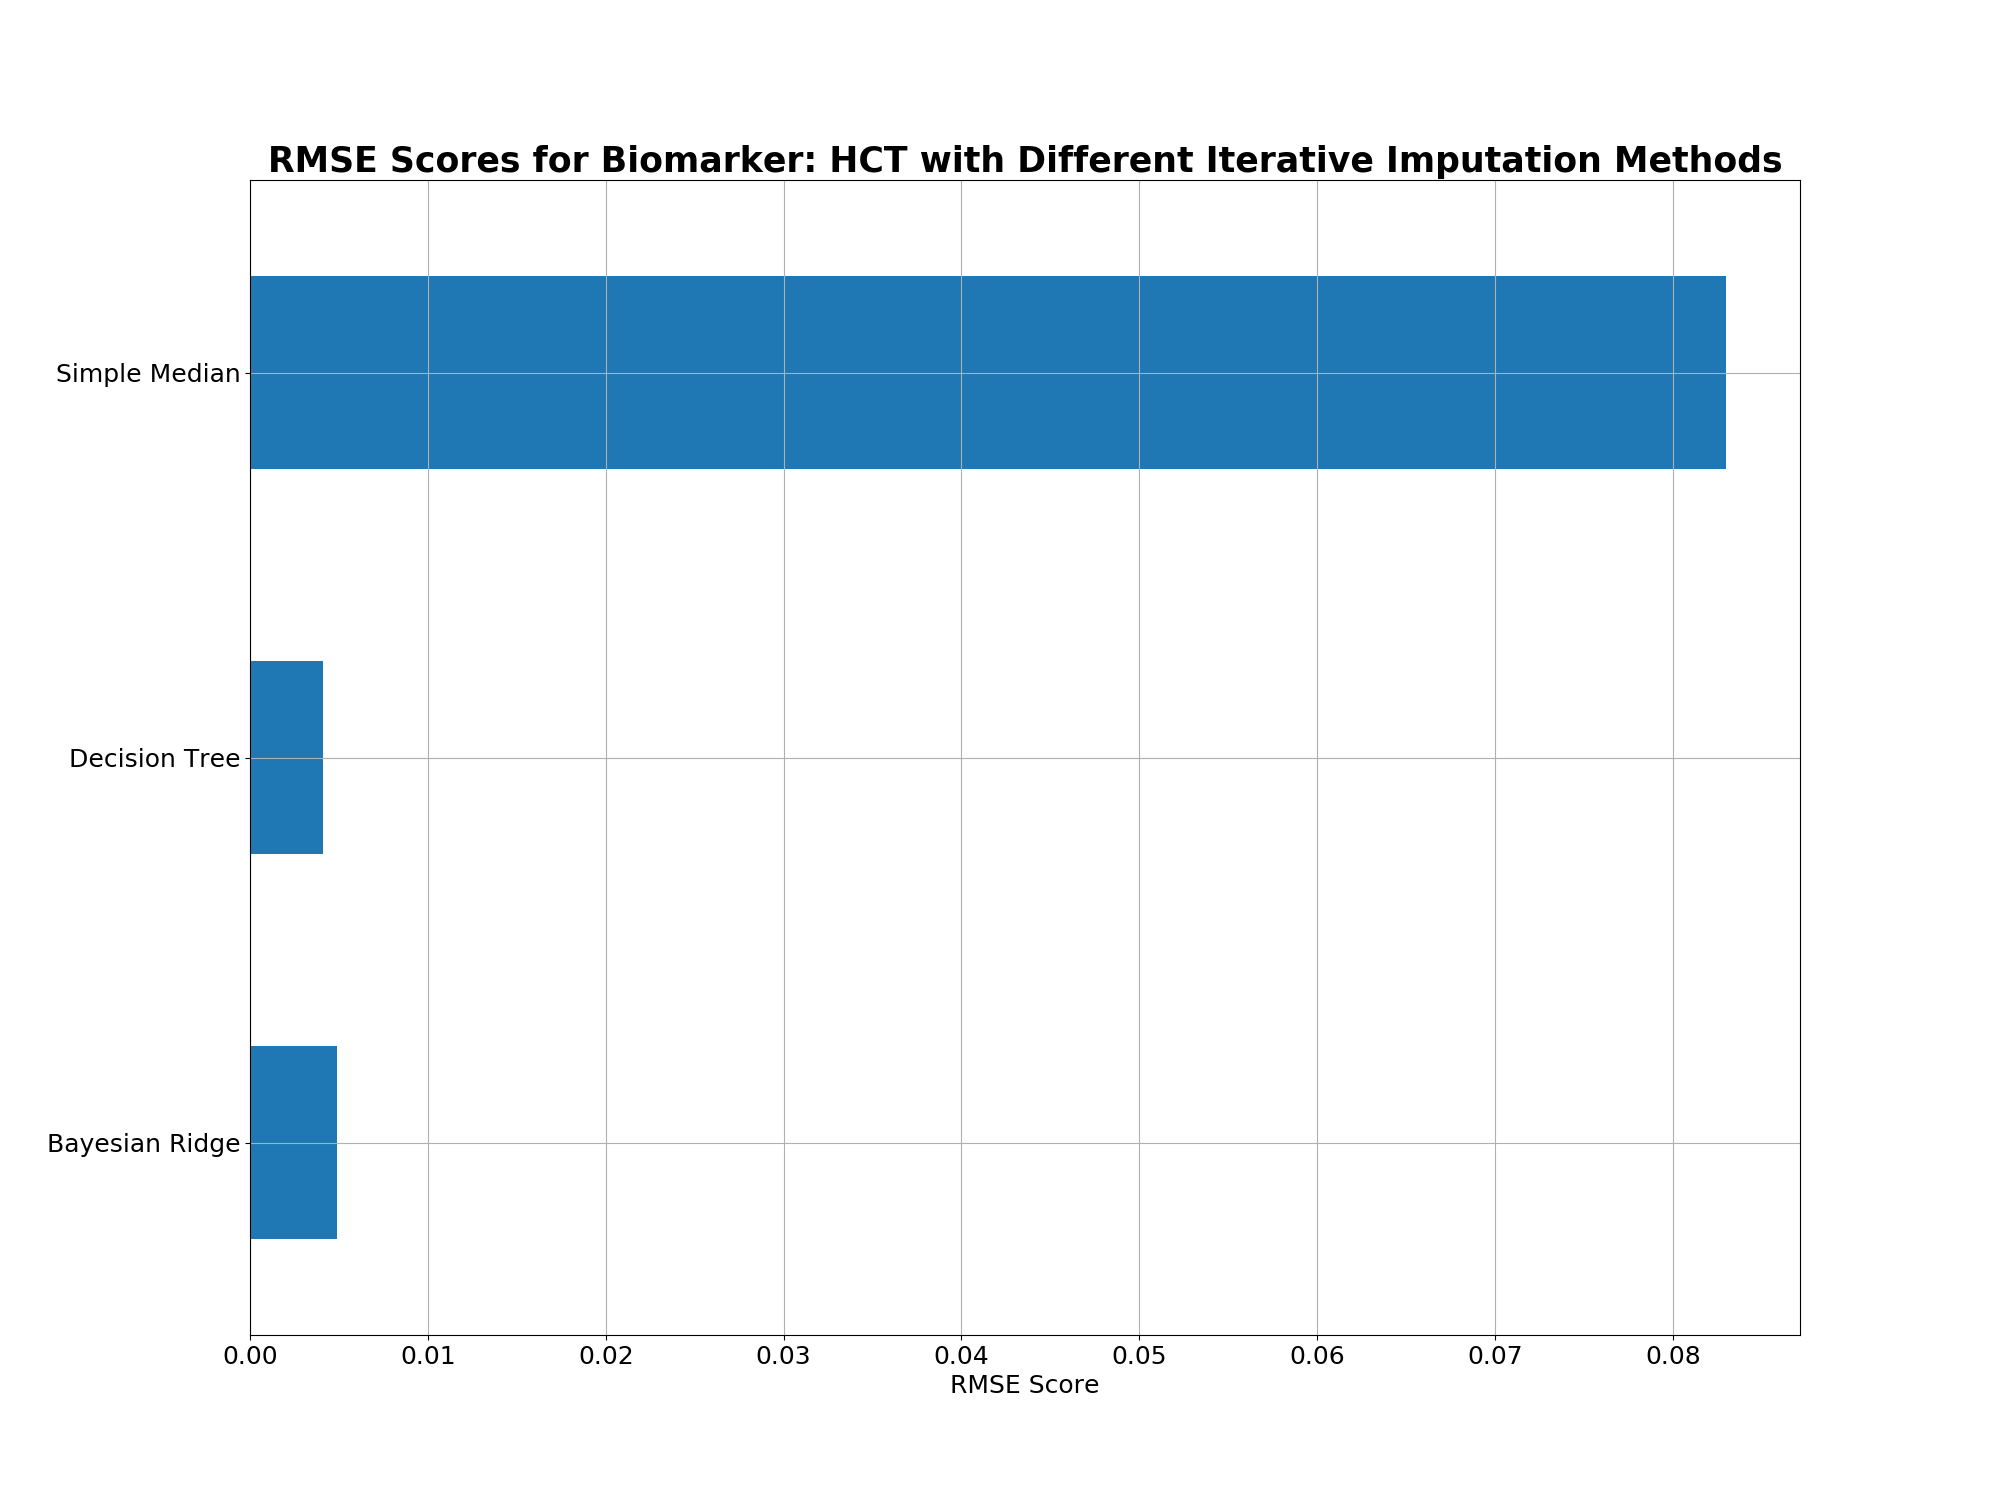 RMSE Scores for Biomarker: HCT with Different Iterative Imputation Methods
Simple Median
Decision Tree
Bayesian Ridge
0.00 0.01 0.02 0.03 0.04 0.05 0.06 0.07 0.08
RMSE Score